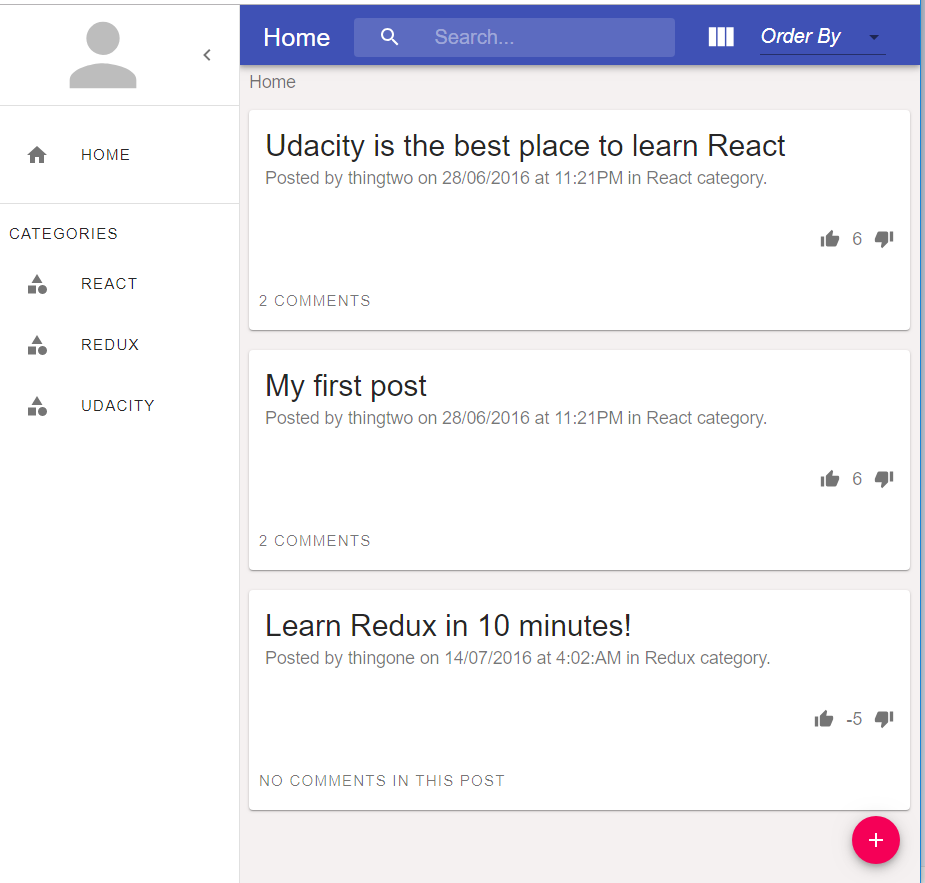 HOME
CATEGORIES
REACT
REDUX
UDACITY
Home Search... Order By
Home
Udacity is the best place to learn React
Posted by thingtwo on 28/06/2016 at 11:21PM in React category.
6
2 COMMENTS
My first post
Posted by thingtwo on 28/06/2016 at 11:21PM in React category.
6
2 COMMENTS
Learn Redux in 10 minutes!
Posted by thingone on 14/07/2016 at 4:02:AM in Redux category.
-5
NO COMMENTS IN THIS POST